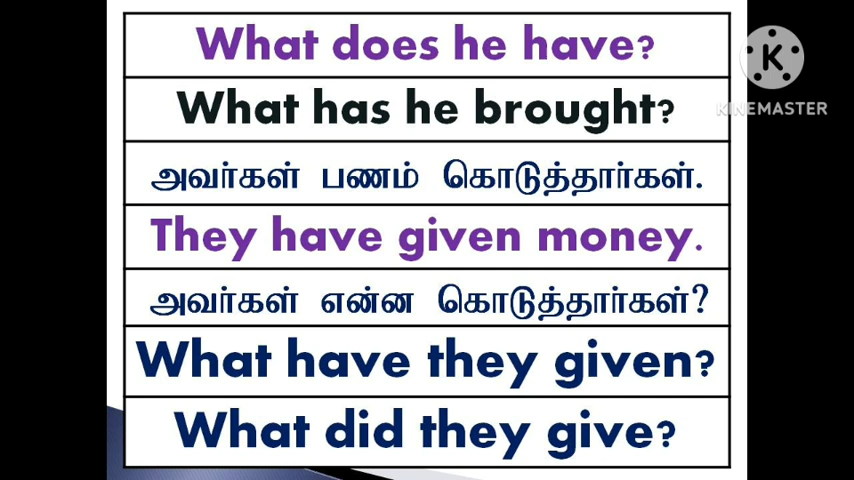 What does he have?
What has he brought?
அவர்கள் பணம் கொடுத்தார்கள்.
They have given money.
அவர்கள் என்ன கொடுத்தார்கள்?
What have they given?
What did they give?
K
KINEMASTER